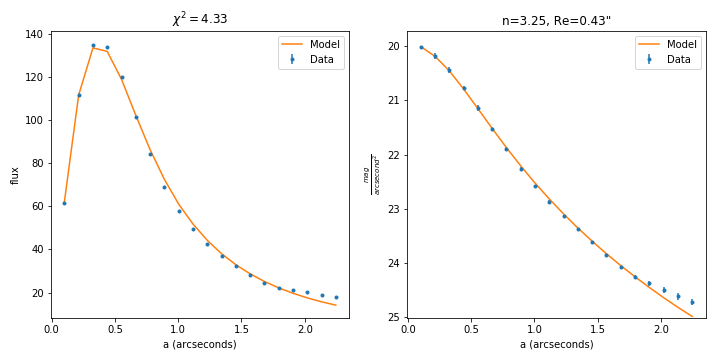 χ² = 4.33
140
120
100
80
60
40
20
flux
0.0 0.5 1.0 1.5 2.0
a (arcseconds)
Model
Data
n=3.25, Re=0.43"
20
21
22
23
24
25
mag
arcsecond²
0.0 0.5 1.0 1.5 2.0
a (arcseconds)
Model
Data